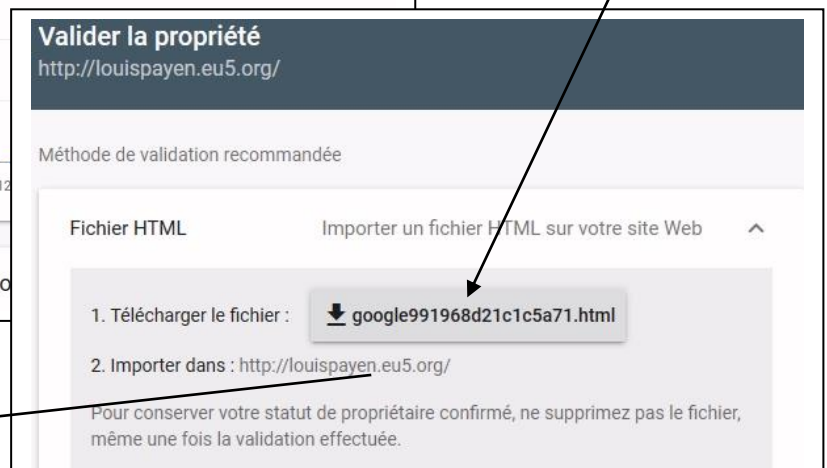 Valider la propriété
http://louispayen.eu5.org/
Méthode de validation recommandée
12
Fichier HTML Importer un fichier HTML sur votre site Web
1. Télécharger le fichier : google991968d21c1c5a71.html
2. Importer dans : http://louispayen.eu5.org/
Pour conserver votre statut de propriétaire confirmé, ne supprimez pas le fichier,
même une fois la validation effectuée.